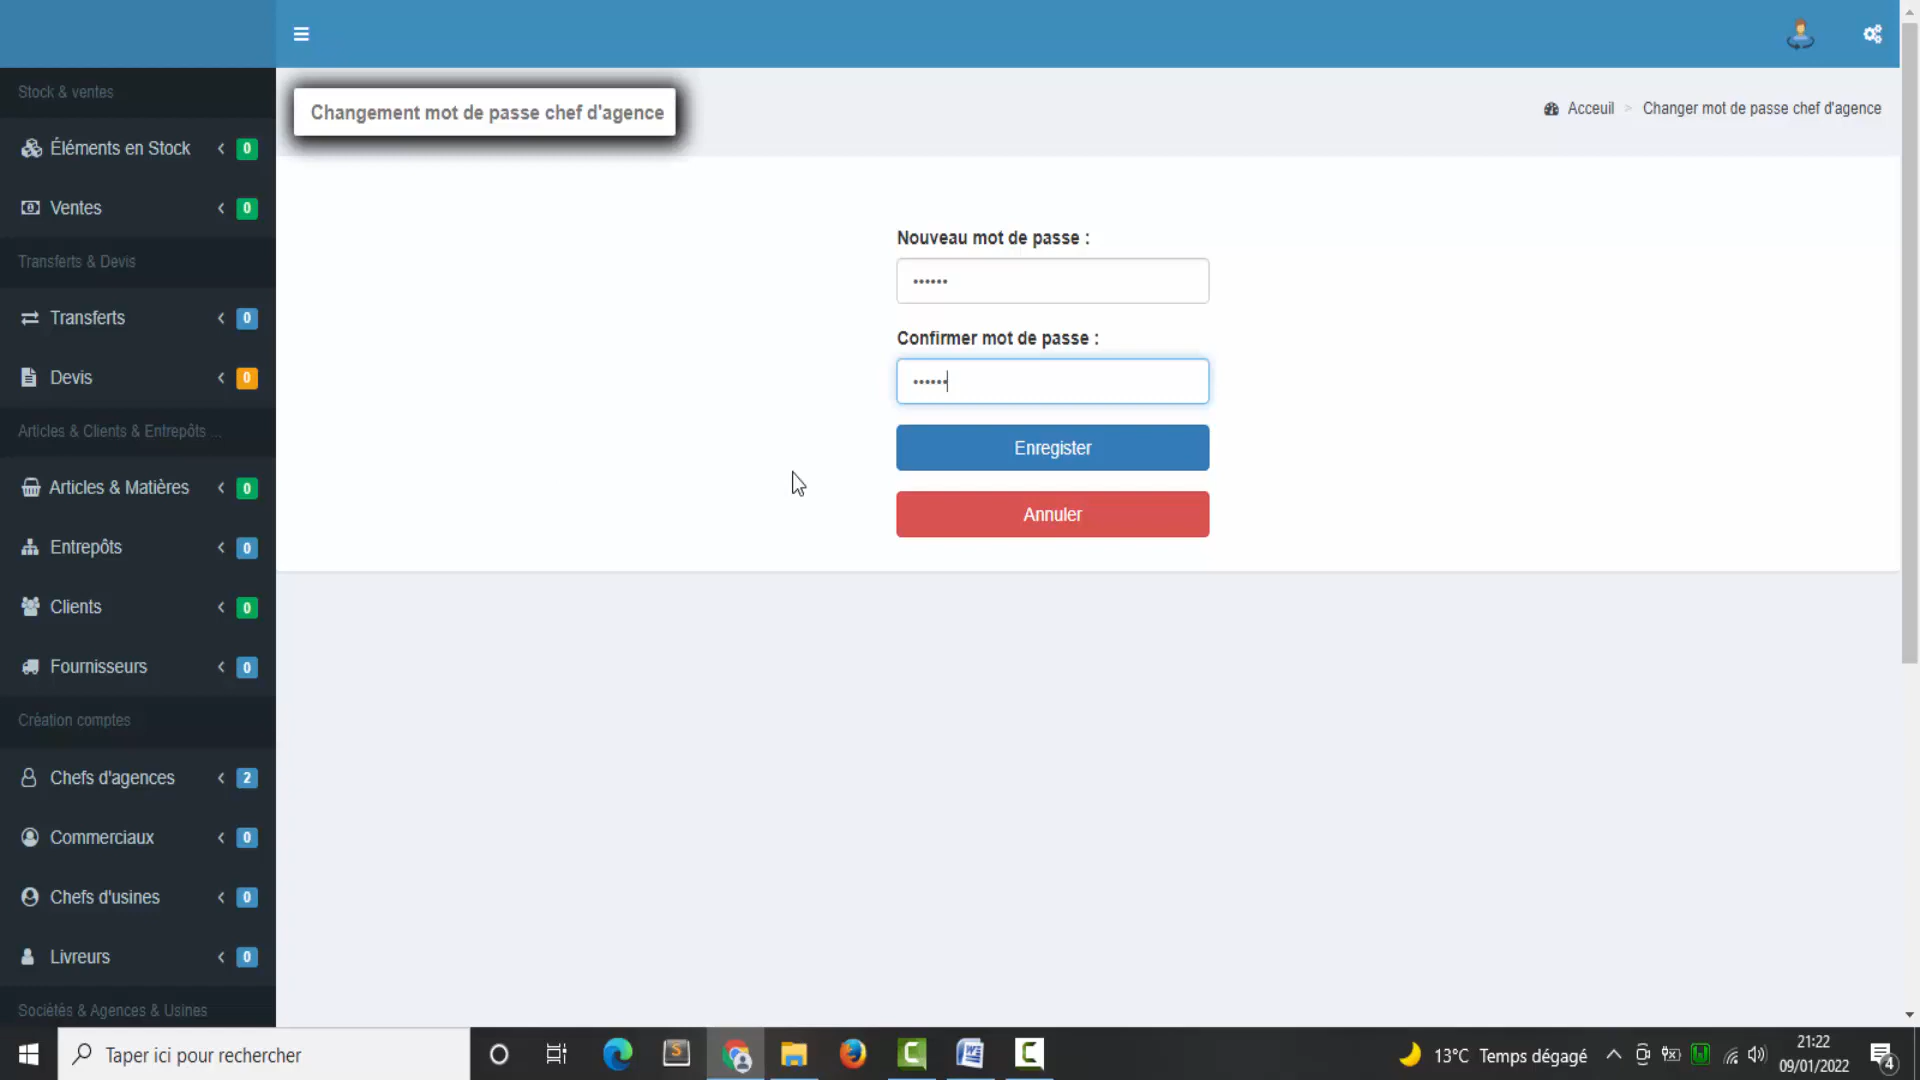 Stock & ventes
Changement mot de passe chef d'agence
Acceuil > Changer mot de passe chef d'agence
Éléments en Stock 0
Ventes 0
Transferts & Devis
Transferts 0
Devis 0
Articles & Clients & Entrepôts ...
Articles & Matières 0
Entrepôts 0
Clients 0
Fournisseurs 0
Création comptes
Chefs d'agences 2
Commerciaux 0
Chefs d'usines 0
Livreurs 0
Sociétés & Agences & Usines
Nouveau mot de passe :
••••••
Confirmer mot de passe :
••••••
Enregister
Annuler
Taper ici pour rechercher
13°C Temps dégagé
21:22
09/01/2022
4